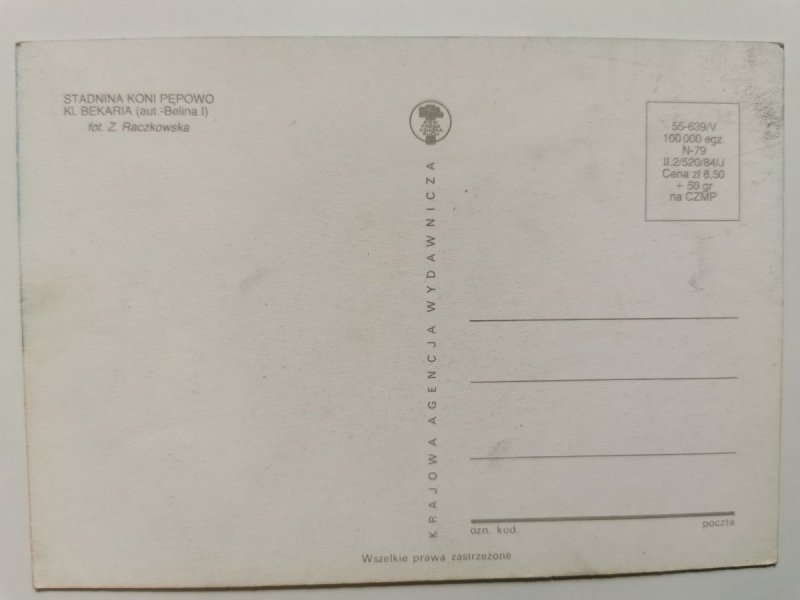 STADNINA KONI PĘPOWO
Kl. BEKARIA (aut.-Belina I)
fot. Z. Raczkowska
KRAJOWA AGENCJA WYDAWNICZA
55-639/V
100 000 egz.
N-79
II.2/520/84/J
Cena zł 8,50
+ 50 gr
na CZMP
ozn. kod.
poczta
Wszelkie prawa zastrzeżone